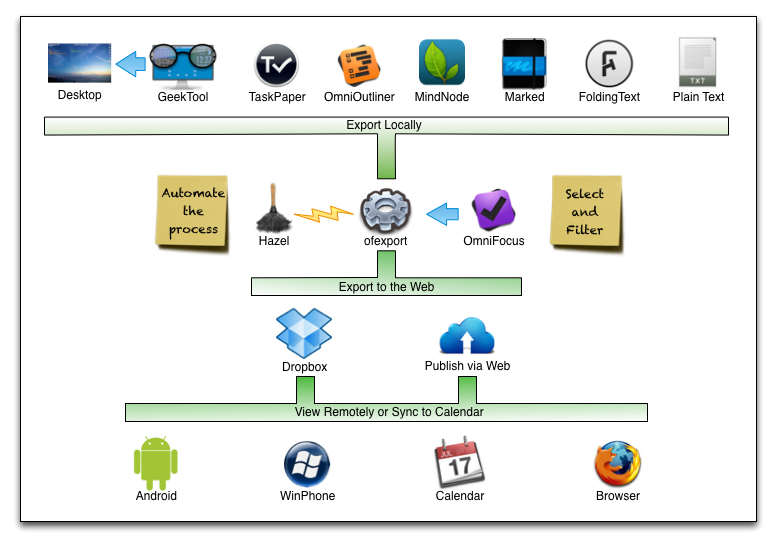 Desktop
GeekTool
TaskPaper
OmniOutliner
MindNode
Marked
FoldingText
TXT
Plain Text
Export Locally
Automate
the
process
Hazel
ofexport
OmniFocus
Select
and
Filter
Export to the Web
Dropbox
Publish via Web
View Remotely or Sync to Calendar
JUL
17
Android
WinPhone
Calendar
Browser